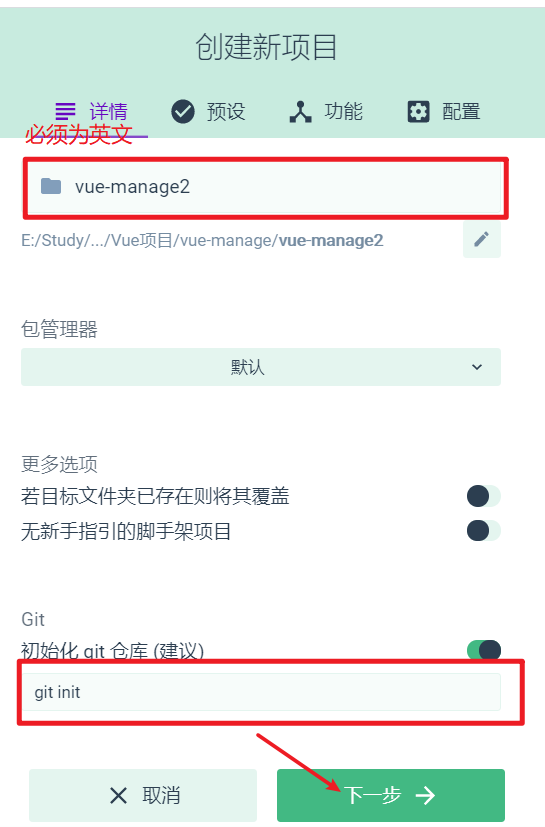 创建新项目
详情 预设 功能 配置
必须为英文
vue-manage2
E:/Study/.../Vue项目/vue-manage/vue-manage2
包管理器
默认
更多选项
若目标文件夹已存在则将其覆盖
无新手指引的脚手架项目
Git
初始化 git 仓库 (建议)
git init
取消 下一步